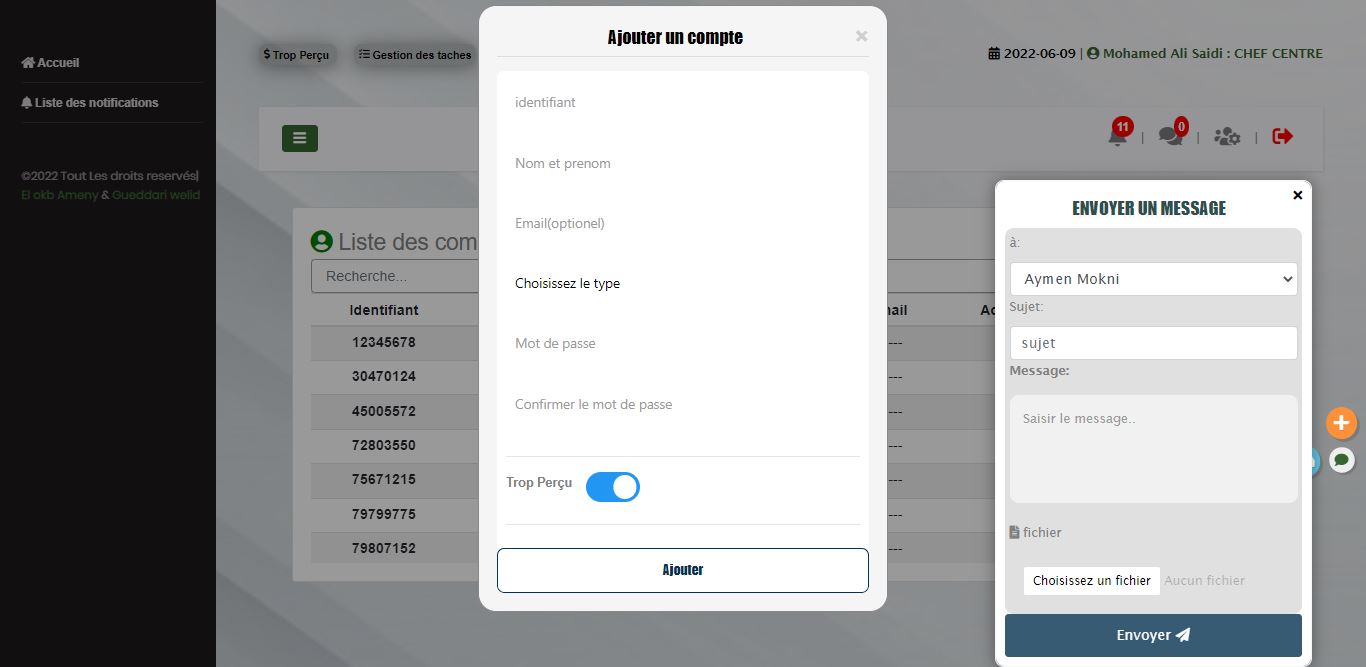 Accueil
Liste des notifications
©2022 Tout Les droits reservés|
El okb Ameny & Gueddari welid
Trop Perçu
Gestion des taches
2022-06-09 | Mohamed Ali Saidi : CHEF CENTRE
11 | 0 | |
Liste des com
Recherche...
Identifiant
ail
Ac
12345678
---
30470124
---
45005572
---
72803550
---
75671215
---
79799775
---
79807152
---
Ajouter un compte
×
identifiant
Nom et prenom
Email(optionel)
Choisissez le type
Mot de passe
Confirmer le mot de passe
Trop Perçu
Ajouter
×
ENVOYER UN MESSAGE
à:
Aymen Mokni
Sujet:
sujet
Message:
Saisir le message..
fichier
Choisissez un fichier Aucun fichier
Envoyer